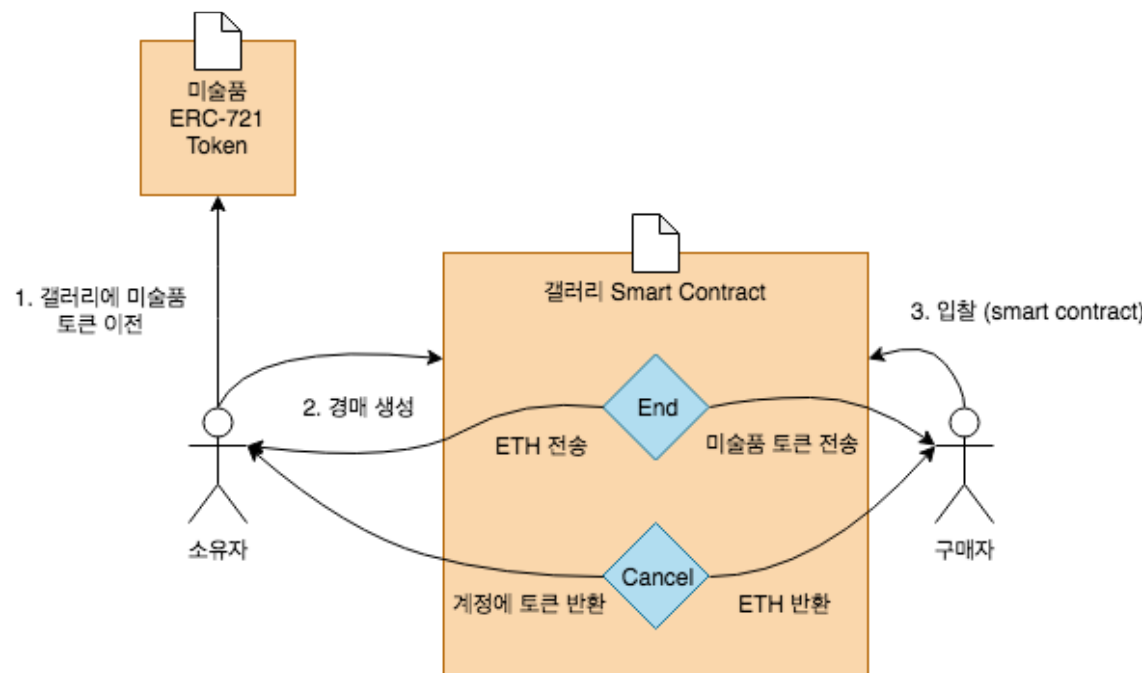 미술품
ERC-721
Token
1. 갤러리에 미술품
토큰 이전
갤러리 Smart Contract
3. 입찰 (smart contract)
2. 경매 생성
End
ETH 전송
미술품 토큰 전송
소유자
구매자
Cancel
계정에 토큰 반환
ETH 반환